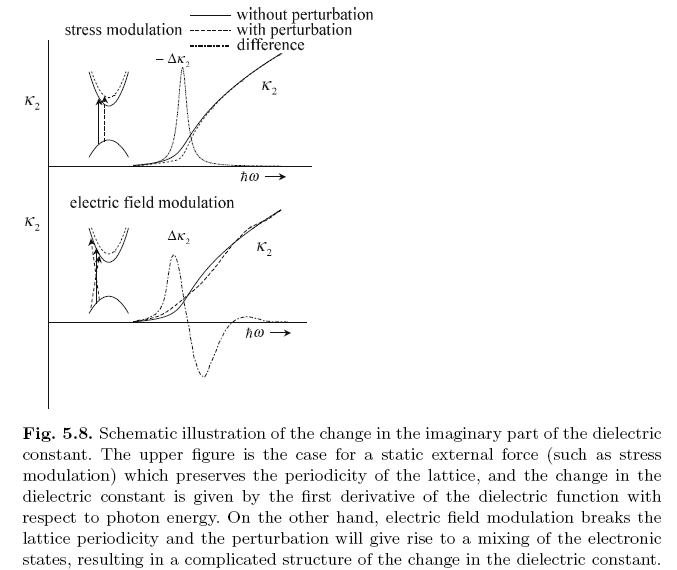 without perturbation
stress modulation with perturbation
difference
− Δκ₂
κ₂
κ₂
ħω
electric field modulation
κ₂
Δκ₂
κ₂
ħω
Fig. 5.8. Schematic illustration of the change in the imaginary part of the dielectric
constant. The upper figure is the case for a static external force (such as stress
modulation) which preserves the periodicity of the lattice, and the change in the
dielectric constant is given by the first derivative of the dielectric function with
respect to photon energy. On the other hand, electric field modulation breaks the
lattice periodicity and the perturbation will give rise to a mixing of the electronic
states, resulting in a complicated structure of the change in the dielectric constant.